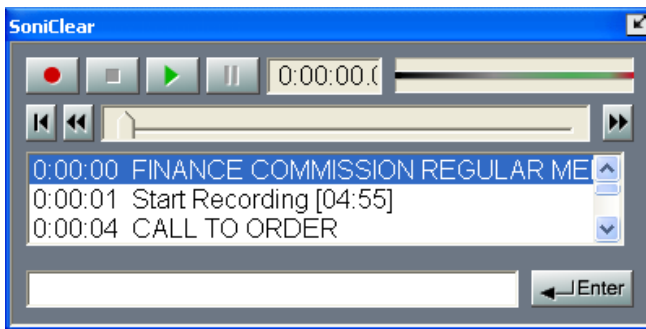 SoniClear
0:00:00.(
0:00:00 FINANCE COMMISSION REGULAR ME
0:00:01 Start Recording [04:55]
0:00:04 CALL TO ORDER
Enter